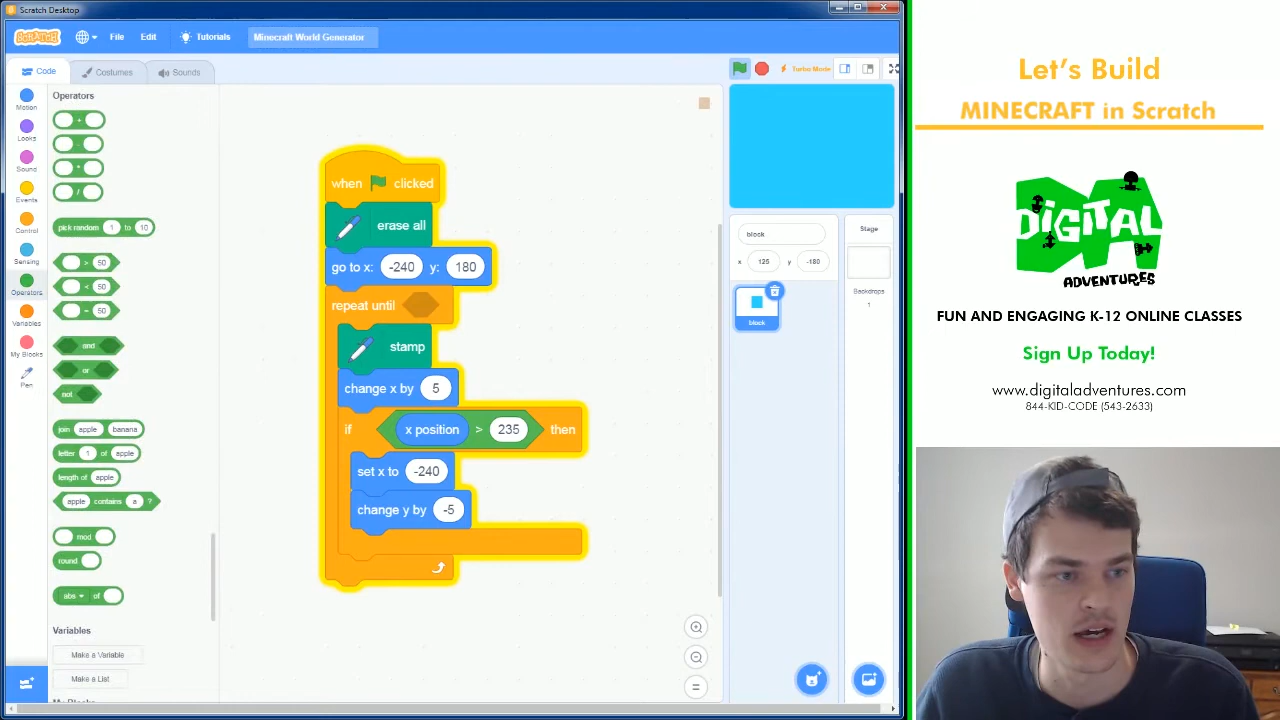 Scratch Desktop
SCRATCH
File
Edit
Tutorials
Minecraft World Generator
Code
Costumes
Sounds
Turbo Mode
Motion
Looks
Sound
Events
Control
Sensing
Operators
Variables
My Blocks
Pen
Operators
+
-
*
/
pick random 1 to 10
> 50
< 50
= 50
and
or
not
join apple banana
letter 1 of apple
length of apple
apple contains a ?
mod
round
abs of
Variables
Make a Variable
Make a List
when clicked
erase all
go to x: -240 y: 180
repeat until
stamp
change x by 5
if x position > 235 then
set x to -240
change y by -5
block
x 125 y -180
block
Stage
Backdrops
1
Let's Build
MINECRAFT in Scratch
DIGITAL
ADVENTURES
FUN AND ENGAGING K-12 ONLINE CLASSES
Sign Up Today!
www.digitaladventures.com
844-KID-CODE (543-2633)